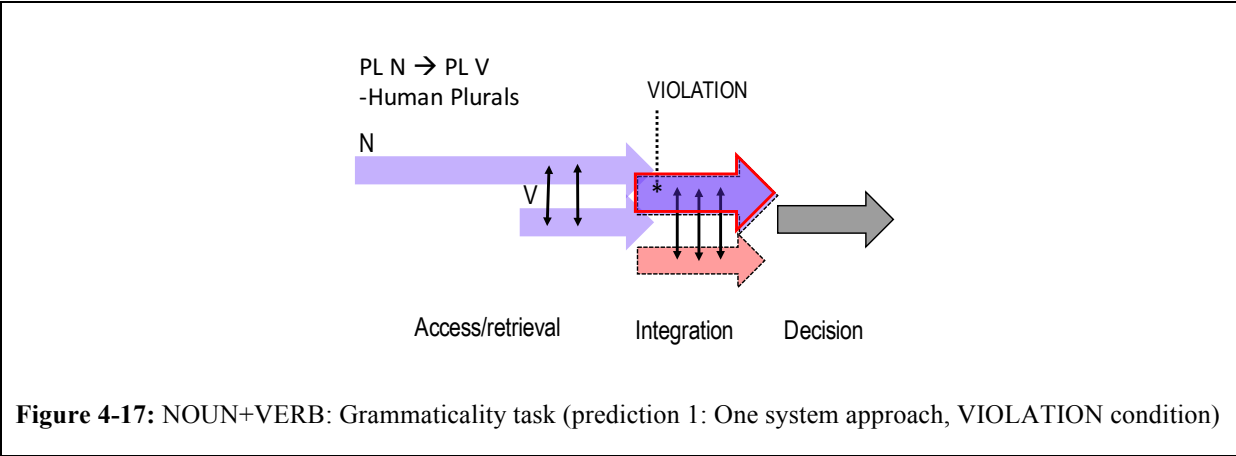 PL N → PL V
-Human Plurals
VIOLATION
N
*
V
Access/retrieval Integration Decision
Figure 4-17: NOUN+VERB: Grammaticality task (prediction 1: One system approach, VIOLATION condition)